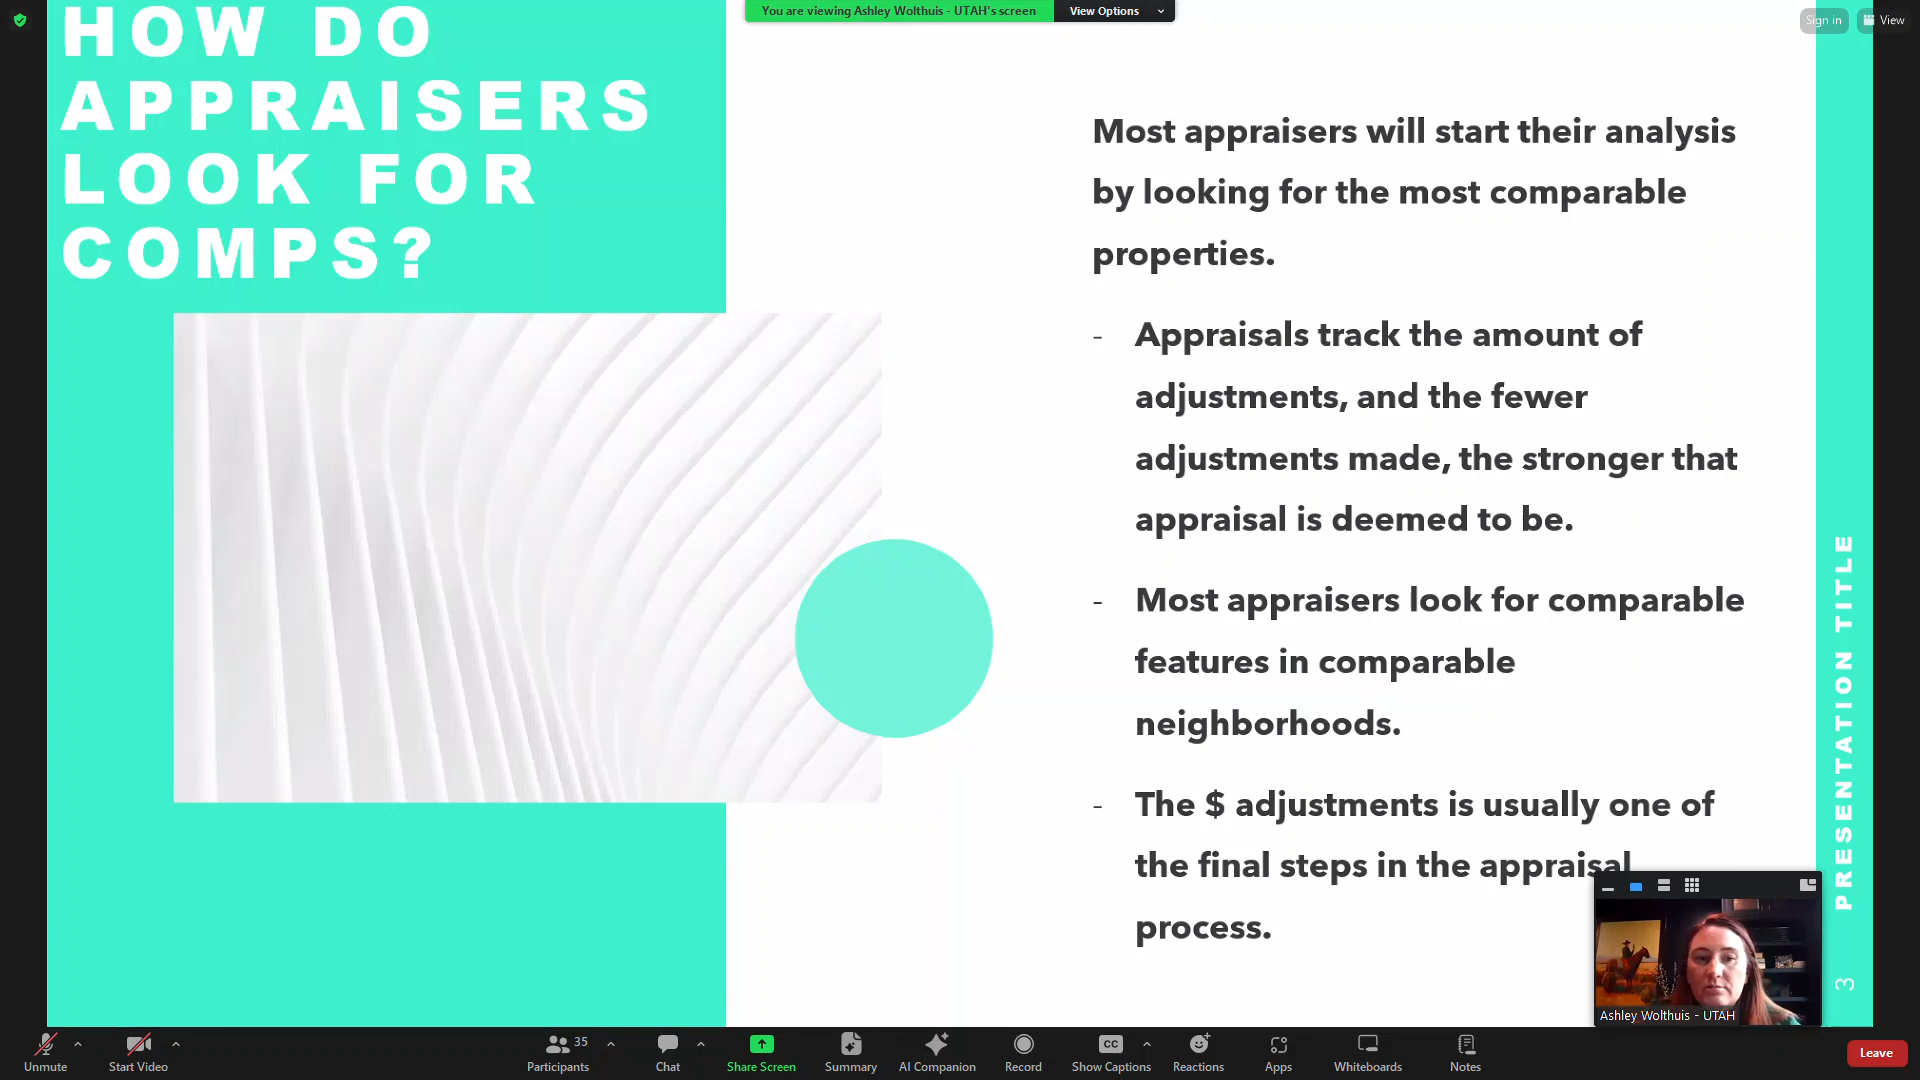 You are viewing Ashley Wolthuis - UTAH's screen
View Options
Sign in
View
HOW DO
APPRAISERS
LOOK FOR
COMPS?
Most appraisers will start their analysis
by looking for the most comparable
properties.
- Appraisals track the amount of
adjustments, and the fewer
adjustments made, the stronger that
appraisal is deemed to be.
- Most appraisers look for comparable
features in comparable
neighborhoods.
- The $ adjustments is usually one of
the final steps in the appraisal
process.
PRESENTATION TITLE
3
Ashley Wolthuis - UTAH
Unmute
Start Video
Participants
35
Chat
Share Screen
Summary
AI Companion
Record
CC
Show Captions
Reactions
Apps
Whiteboards
Notes
Leave